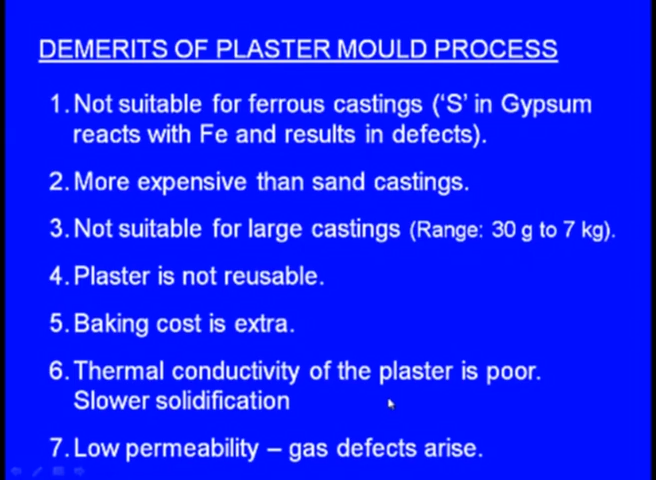 DEMERITS OF PLASTER MOULD PROCESS
1. Not suitable for ferrous castings (‘S’ in Gypsum
reacts with Fe and results in defects).
2. More expensive than sand castings.
3. Not suitable for large castings (Range: 30 g to 7 kg).
4. Plaster is not reusable.
5. Baking cost is extra.
6. Thermal conductivity of the plaster is poor.
Slower solidification
7. Low permeability – gas defects arise.